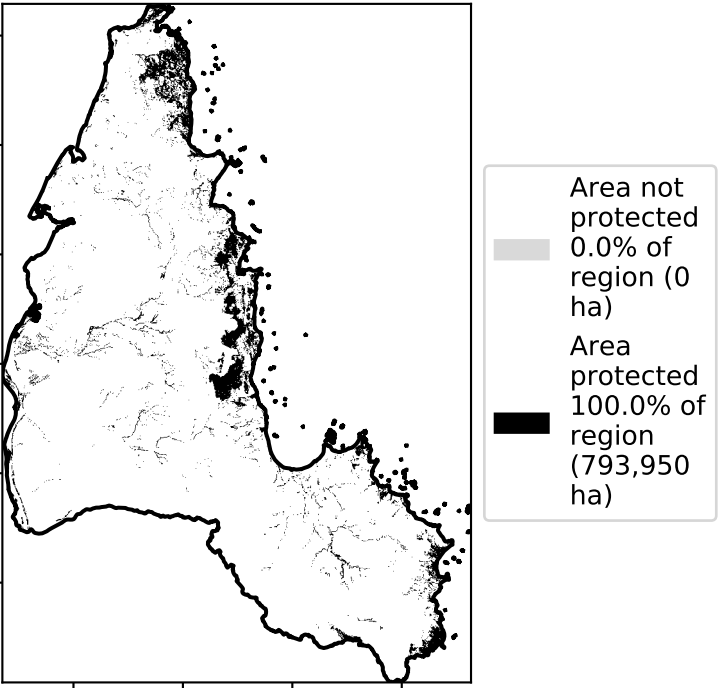 Area not
protected
0.0% of
region (0
ha)
Area
protected
100.0% of
region
(793,950
ha)